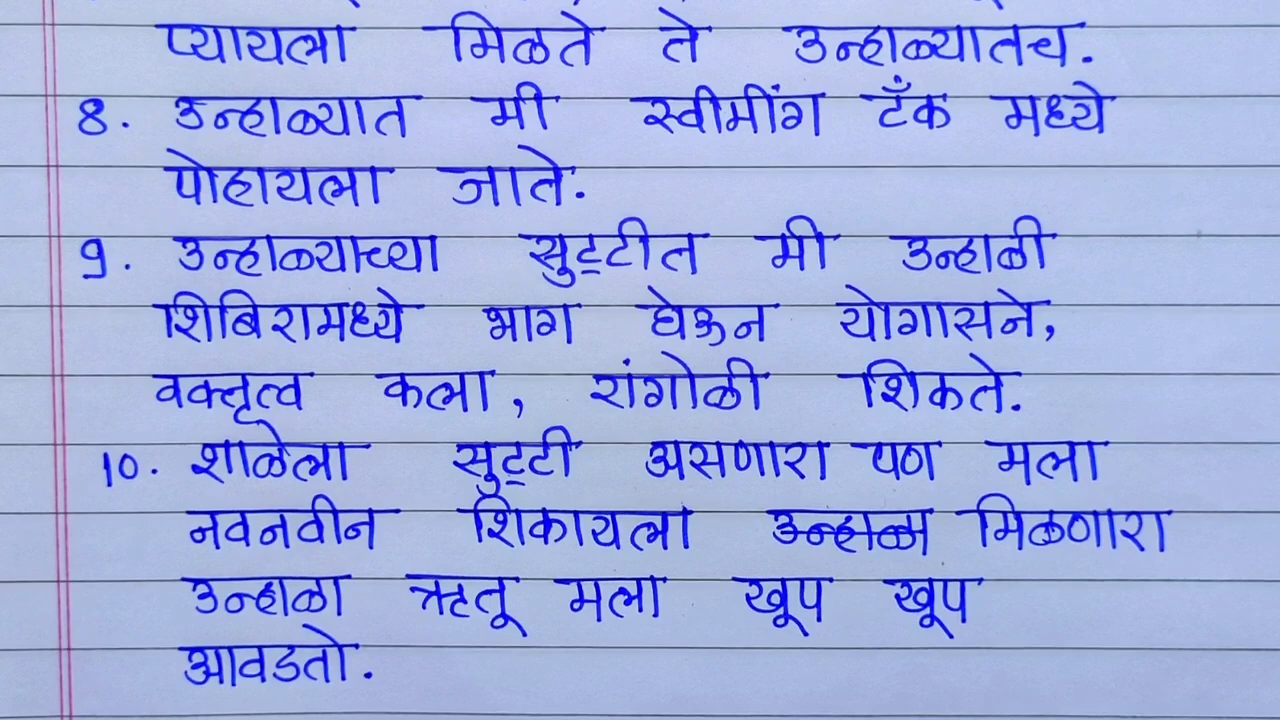 प्यायला मिळते ते उन्हाळ्यातच.
8. उन्हाळ्यात मी स्वीमींग टँक मध्ये
पोहायला जाते.
9. उन्हाळ्याच्या सुट्टीत मी उन्हाळी
शिबिरामध्ये भाग घेऊन योगासने,
वक्तृत्व कला, रांगोळी शिकते.
10. शाळेला सुट्टी असणारा पण मला
नवनवीन शिकायला मिळणारा
उन्हाळा ऋतू मला खूप खूप
आवडतो.